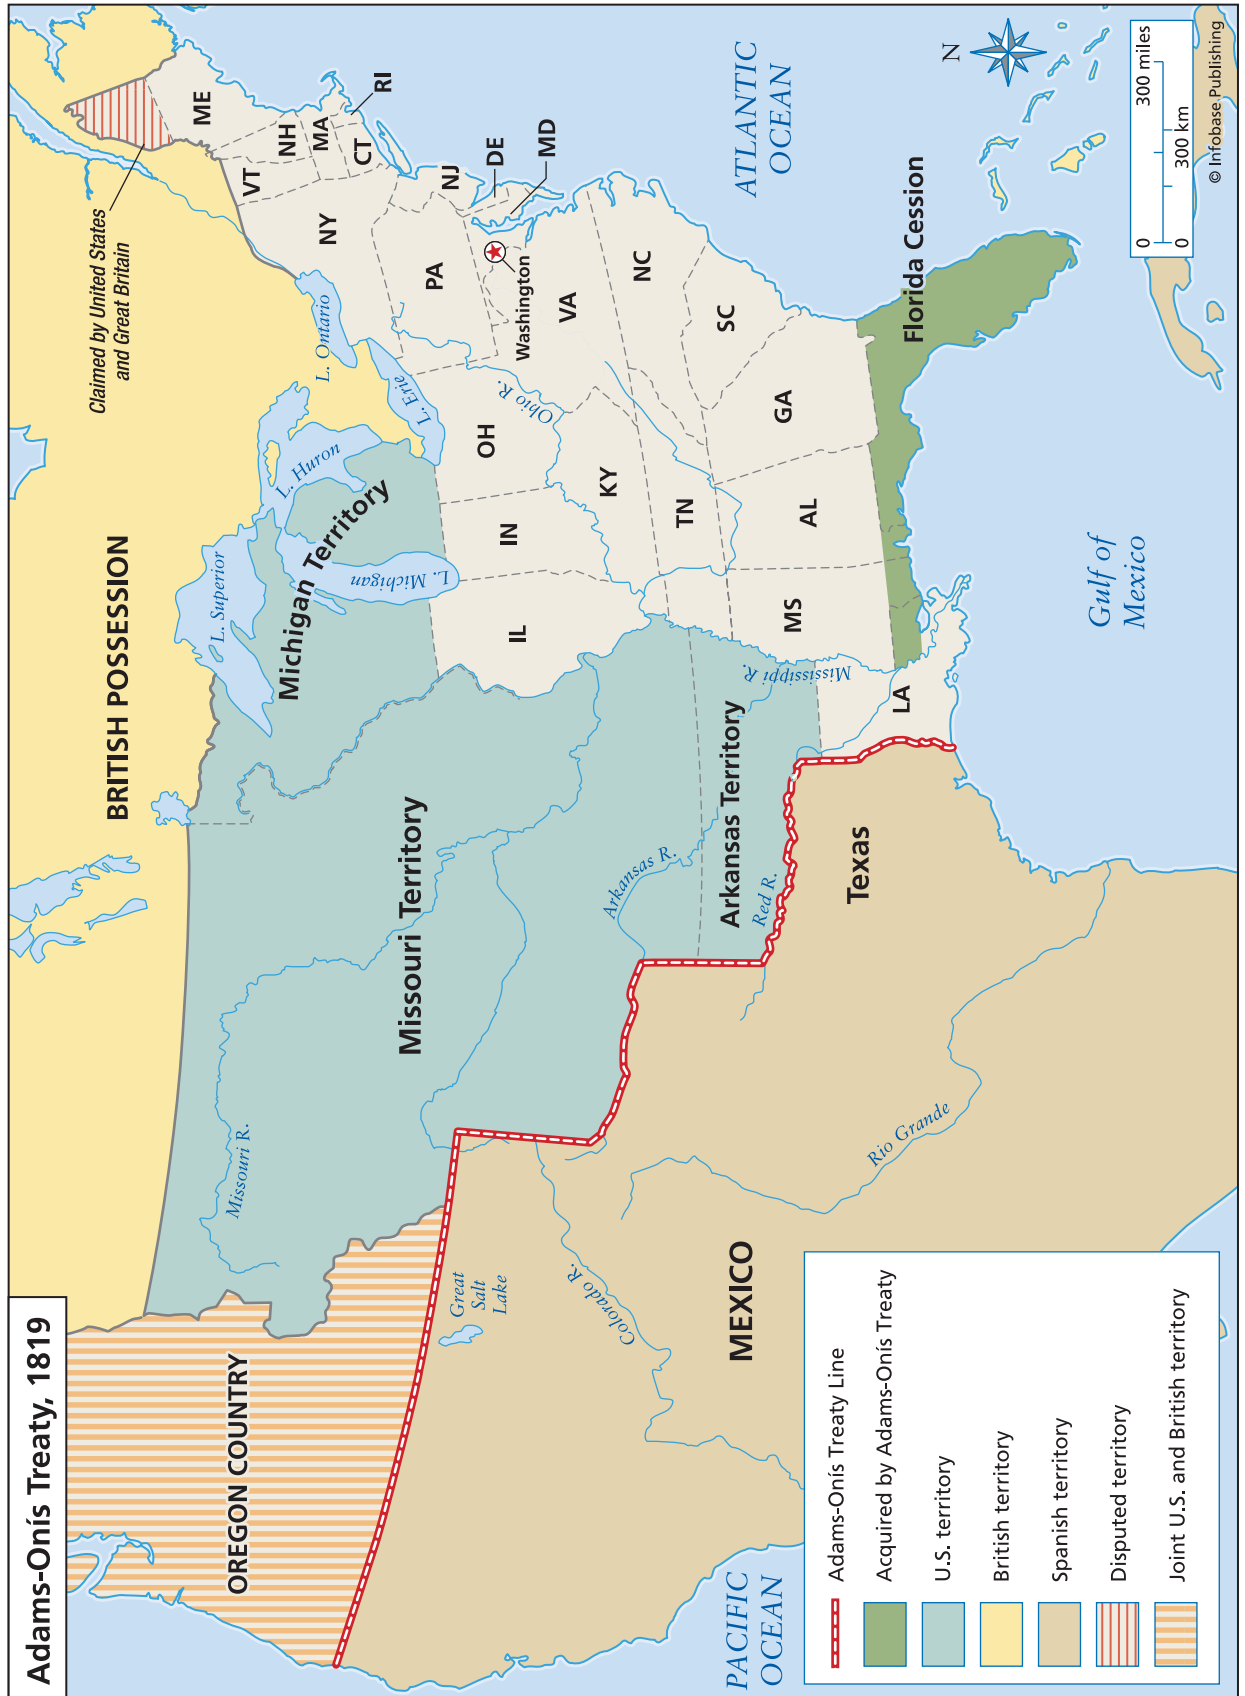 Adams-Onís Treaty, 1819
BRITISH POSSESSION
Claimed by United States
and Great Britain
OREGON COUNTRY
Missouri R.
Missouri Territory
Michigan Territory
L. Superior
L. Michigan
L. Huron
L. Erie
L. Ontario
ME
VT
NH
MA
CT
RI
NY
PA
NJ
DE
MD
Washington
OH
IN
IL
Ohio R.
KY
VA
TN
NC
SC
GA
AL
MS
LA
Mississippi R.
Arkansas R.
Arkansas Territory
Red R.
Texas
Great
Salt
Lake
Colorado R.
Rio Grande
MEXICO
Florida Cession
PACIFIC
OCEAN
Gulf of
Mexico
ATLANTIC
OCEAN
N
0 300 miles
0 300 km
© Infobase Publishing
Adams-Onís Treaty Line
Acquired by Adams-Onís Treaty
U.S. territory
British territory
Spanish territory
Disputed territory
Joint U.S. and British territory